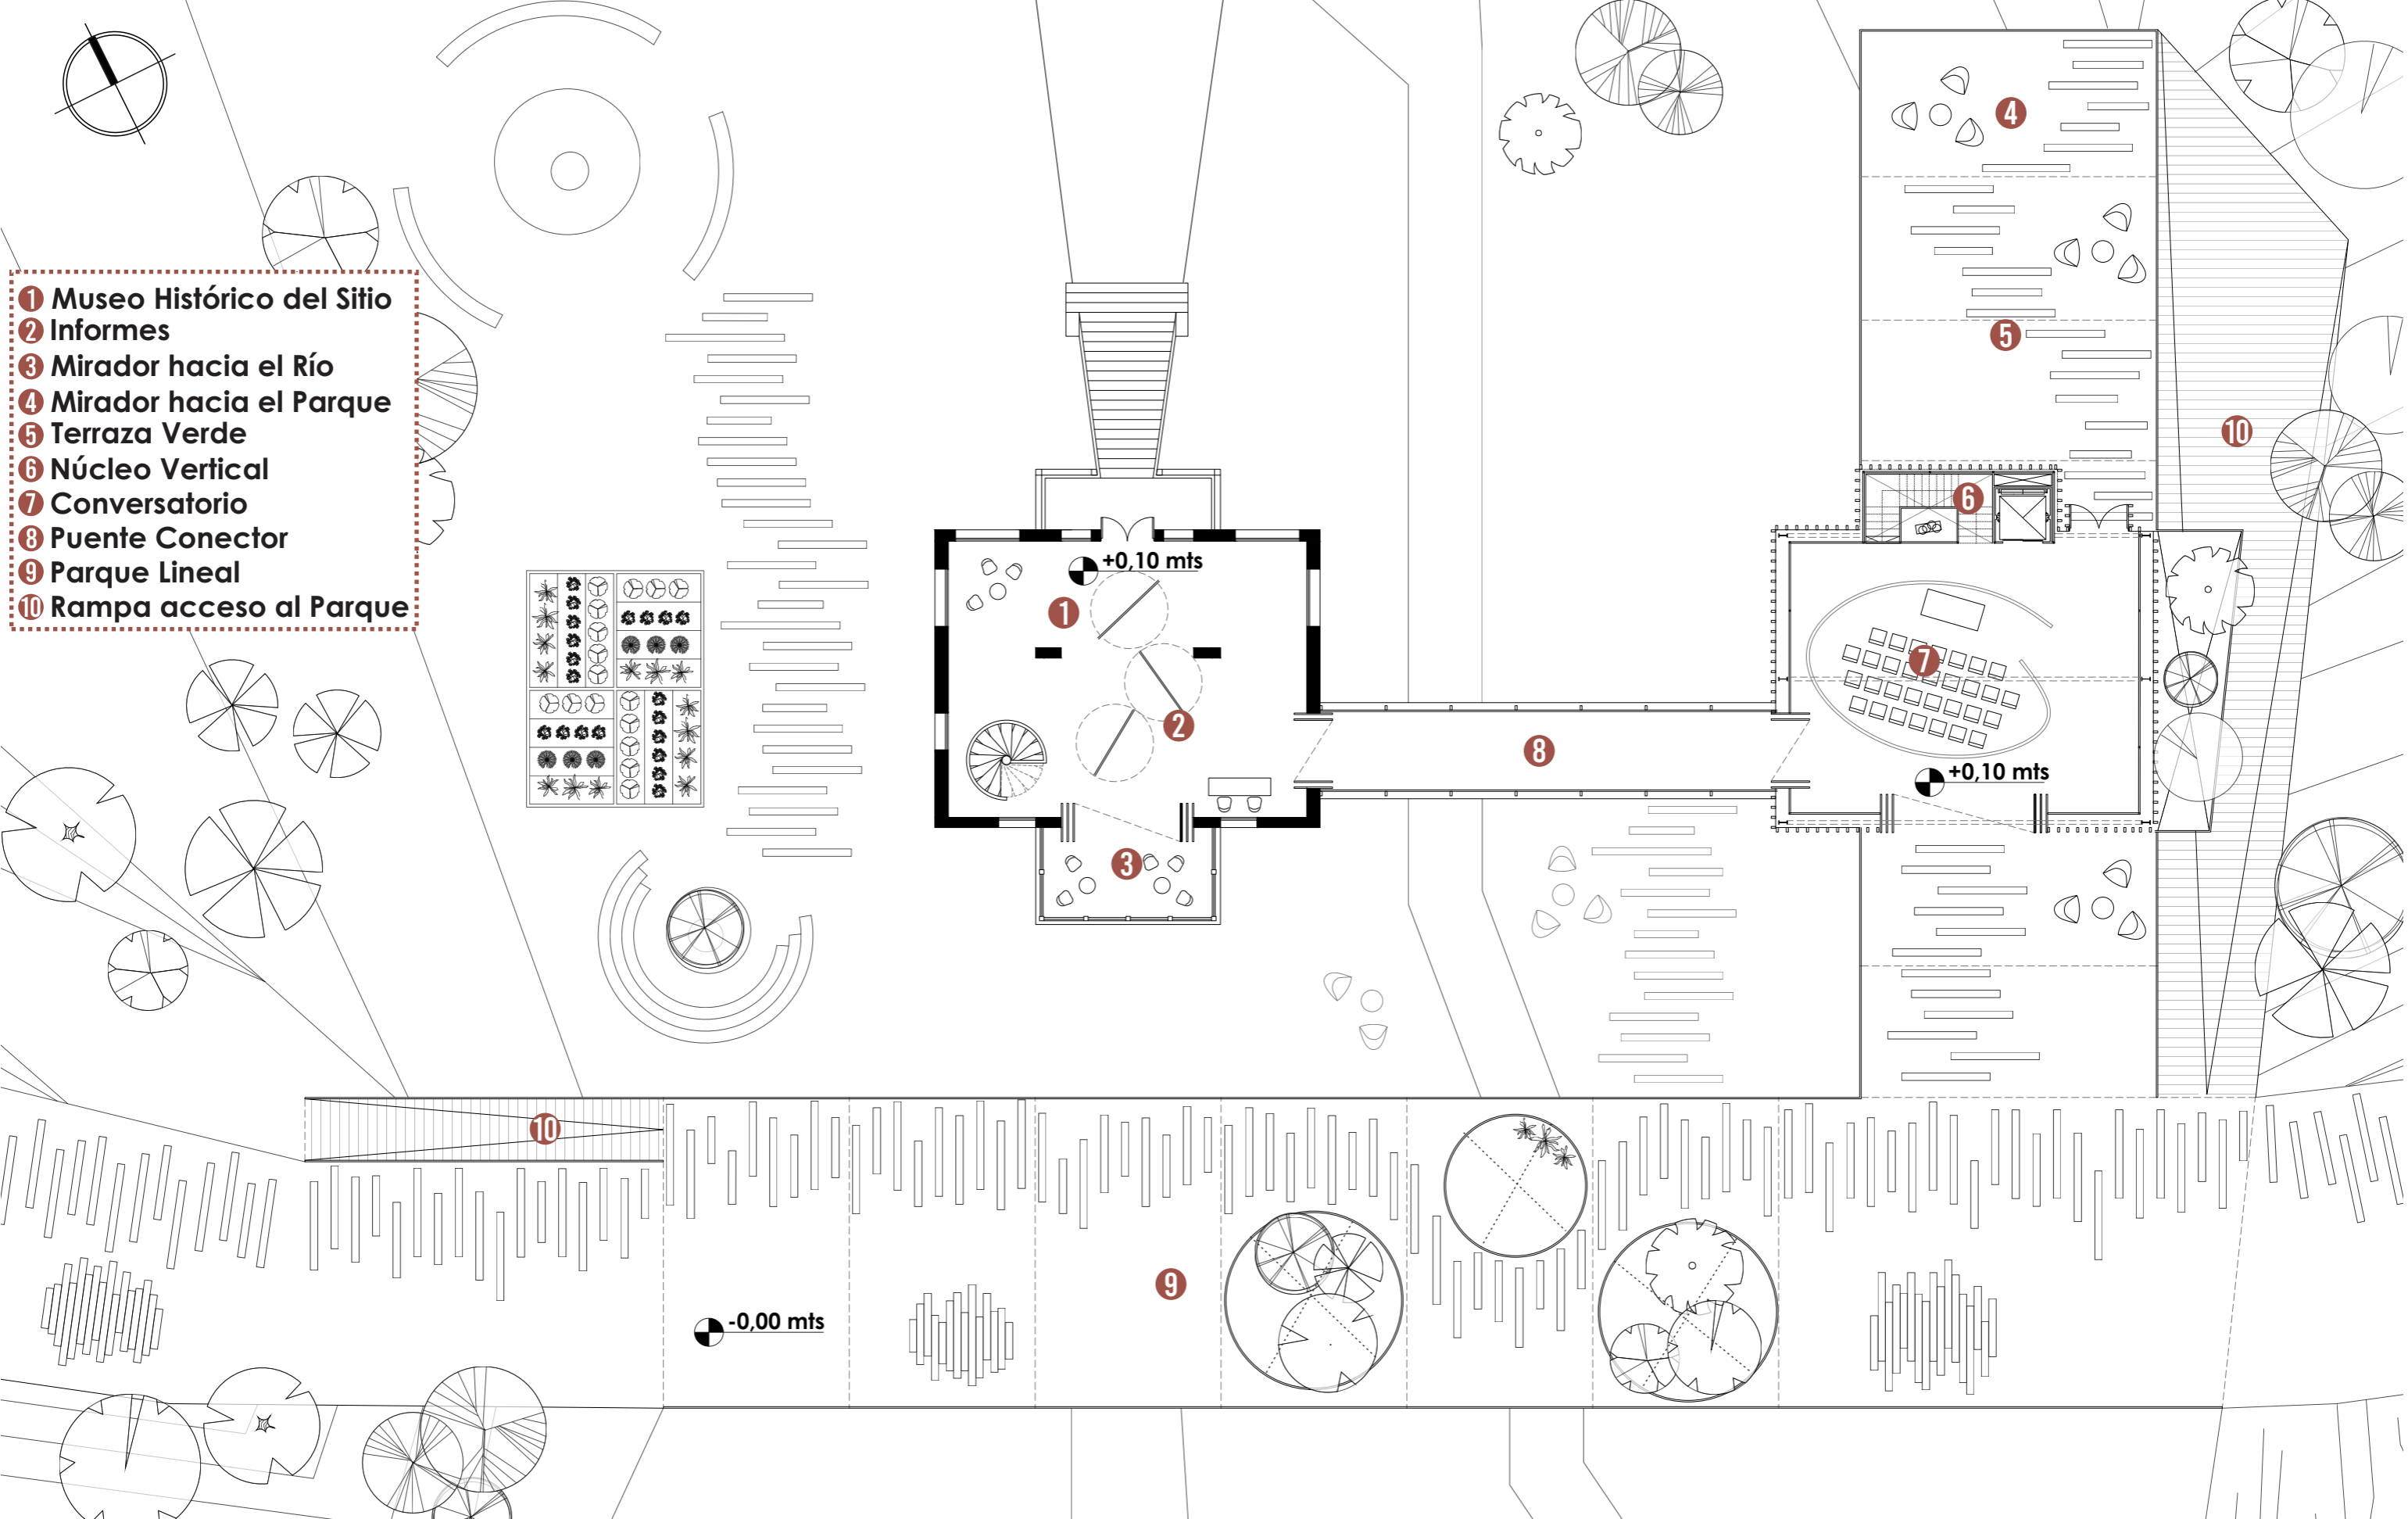 1 Museo Histórico del Sitio
2 Informes
3 Mirador hacia el Río
4 Mirador hacia el Parque
5 Terraza Verde
6 Núcleo Vertical
7 Conversatorio
8 Puente Conector
9 Parque Lineal
10 Rampa acceso al Parque
4
5
10
6
+0,10 mts
1
7
2
8
+0,10 mts
3
10
9
-0,00 mts